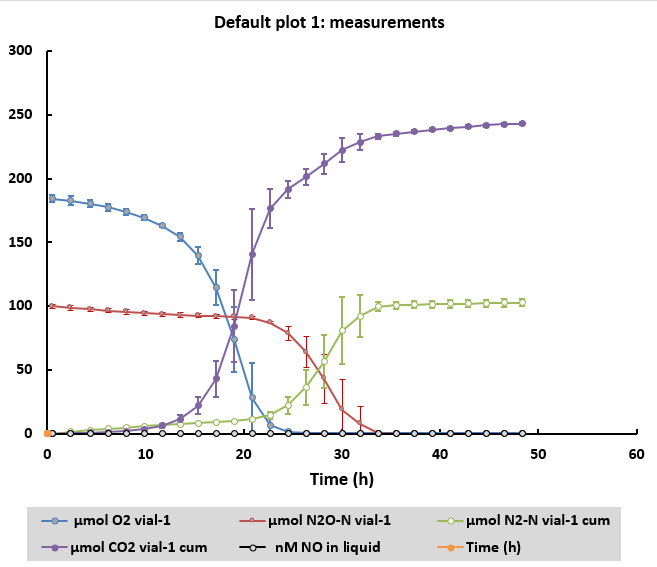 Default plot 1: measurements
300
250
200
150
100
50
0
0 10 20 30 40 50 60
Time (h)
µmol O2 vial-1 µmol N2O-N vial-1 µmol N2-N vial-1 cum
µmol CO2 vial-1 cum nM NO in liquid Time (h)